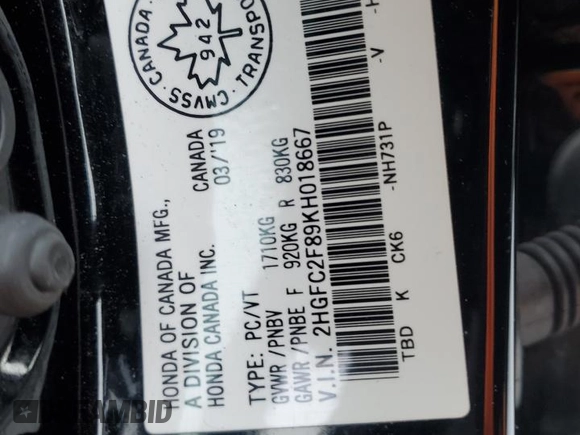 CMVSS · CANADA · TRANSPO
942
HONDA OF CANADA MFG., CANADA
A DIVISION OF 03/'19
HONDA CANADA INC.
TYPE: PC/VT
GVWR /PNBV 1710KG
GAWR /PNBE F 920KG R 830KG
V.I.N. 2HGFC2F89KH018667
TBD K CK6 -NH731P -V